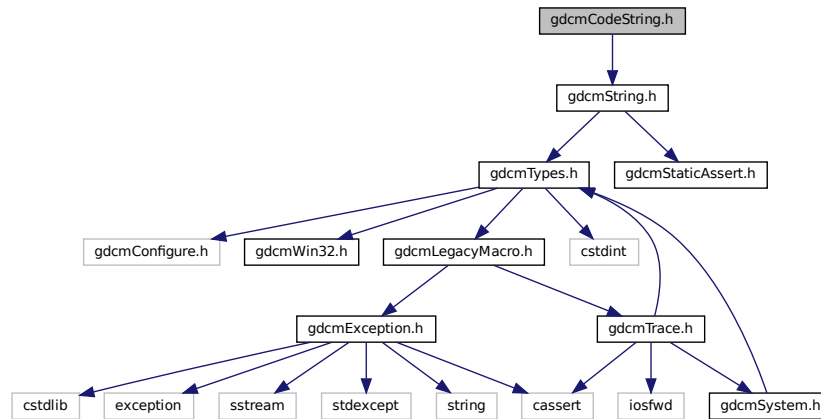 gdcmCodeString.h
gdcmString.h
gdcmTypes.h
gdcmStaticAssert.h
gdcmConfigure.h
gdcmWin32.h
gdcmLegacyMacro.h
cstdint
gdcmException.h
gdcmTrace.h
cstdlib
exception
sstream
stdexcept
string
cassert
iosfwd
gdcmSystem.h